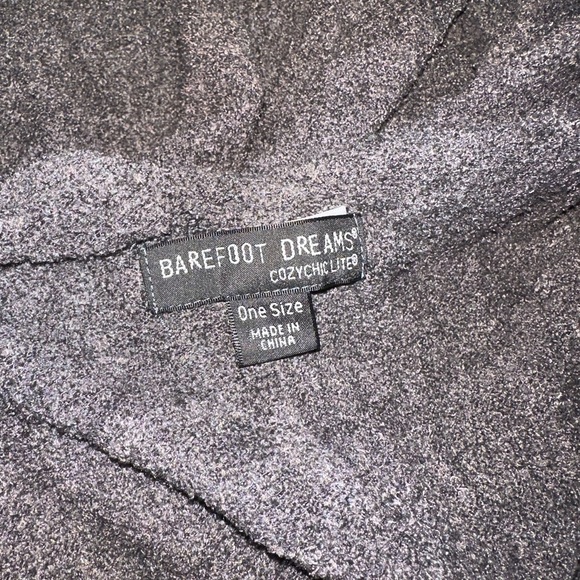 BAREFOOT DREAMS®
COZYCHIC LITE®
One Size
MADE IN
CHINA